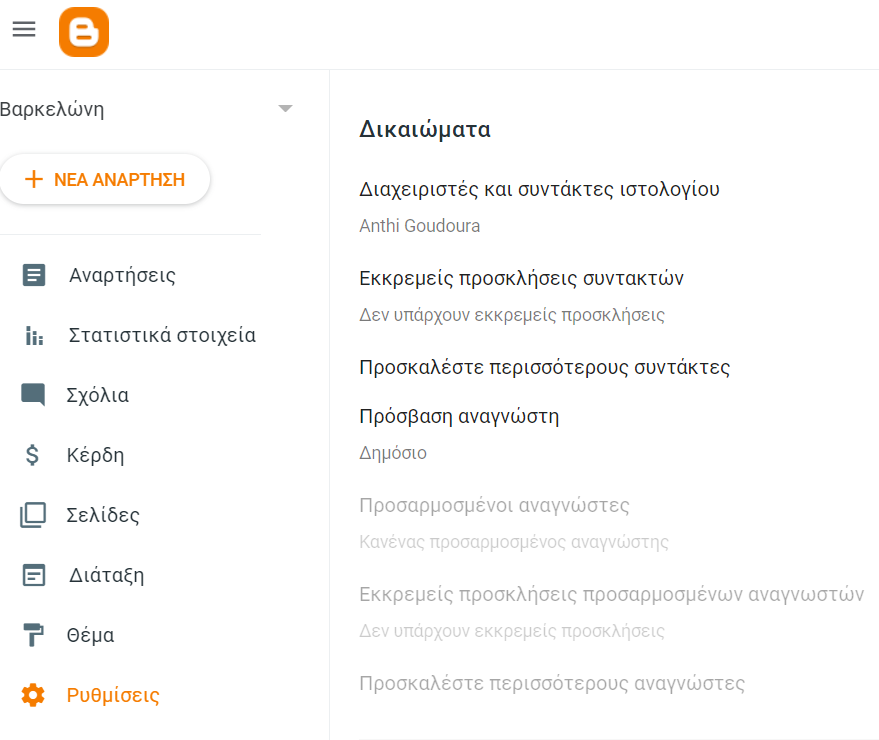 Βαρκελώνη
ΝΕΑ ΑΝΑΡΤΗΣΗ
Αναρτήσεις
Στατιστικά στοιχεία
Σχόλια
Κέρδη
Σελίδες
Διάταξη
Θέμα
Ρυθμίσεις
Δικαιώματα
Διαχειριστές και συντάκτες ιστολογίου
Anthi Goudoura
Εκκρεμείς προσκλήσεις συντακτών
Δεν υπάρχουν εκκρεμείς προσκλήσεις
Προσκαλέστε περισσότερους συντάκτες
Πρόσβαση αναγνώστη
Δημόσιο
Προσαρμοσμένοι αναγνώστες
Κανένας προσαρμοσμένος αναγνώστης
Εκκρεμείς προσκλήσεις προσαρμοσμένων αναγνωστών
Δεν υπάρχουν εκκρεμείς προσκλήσεις
Προσκαλέστε περισσότερους αναγνώστες